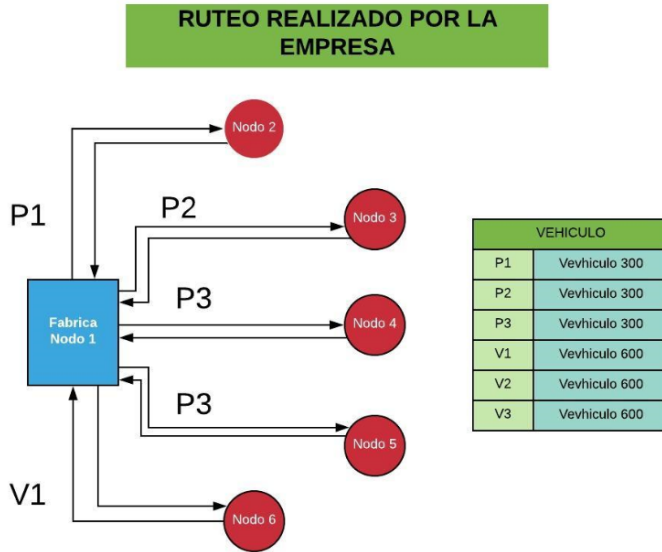 RUTEO REALIZADO POR LA
EMPRESA
Nodo 2
P1
P2
Nodo 3
P3
Fabrica
Nodo 1
Nodo 4
P3
Nodo 5
V1
Nodo 6
VEHICULO
P1 Vevhiculo 300
P2 Vevhiculo 300
P3 Vevhiculo 300
V1 Vevhiculo 600
V2 Vevhiculo 600
V3 Vevhiculo 600